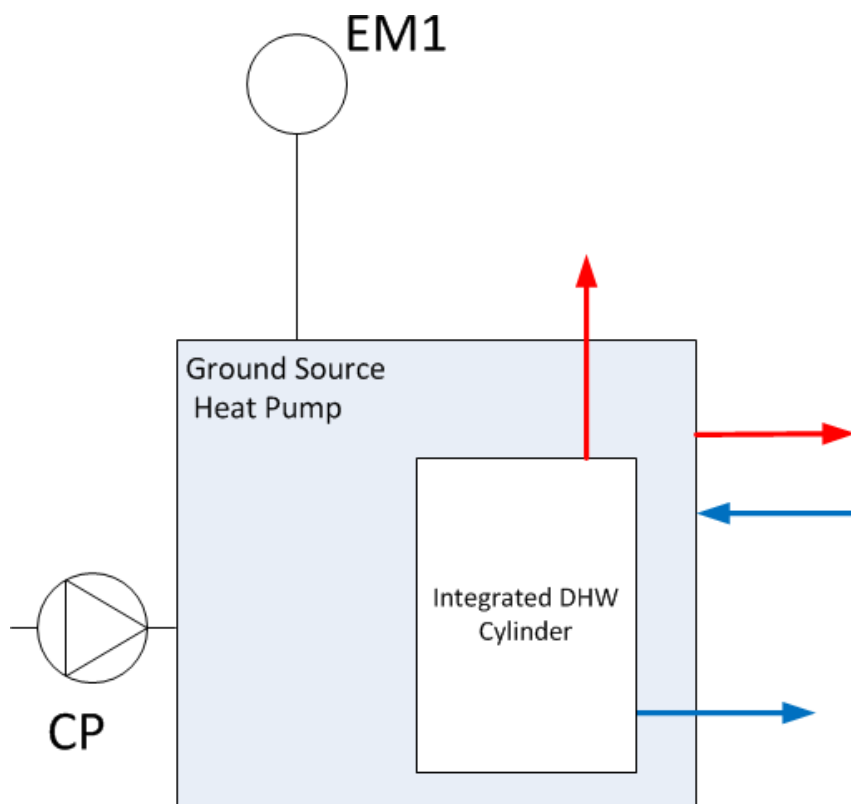 EM1
Ground Source
Heat Pump
Integrated DHW
Cylinder
CP